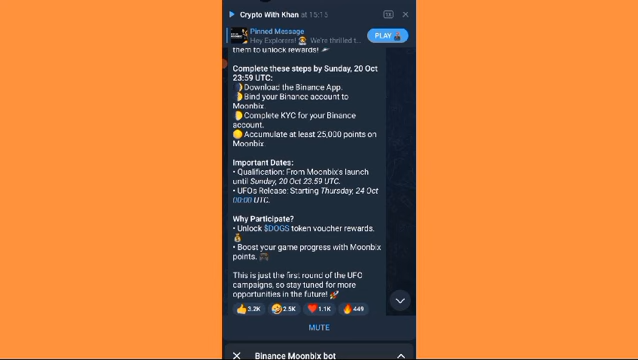 Crypto With Khan at 15:15
1X
Pinned Message
Hey Explorers! We're thrilled t...
PLAY
them to unlock rewards!
Complete these steps by Sunday, 20 Oct
23:59 UTC:
Download the Binance App.
Bind your Binance account to
Moonbix.
Complete KYC for your Binance
account.
Accumulate at least 25,000 points on
Moonbix.
Important Dates:
• Qualification: From Moonbix's launch
until Sunday, 20 Oct 23:59 UTC.
• UFOs Release: Starting Thursday, 24 Oct
00:00 UTC.
Why Participate?
• Unlock $DOGS token voucher rewards.
• Boost your game progress with Moonbix
points.
This is just the first round of the UFO
campaigns, so stay tuned for more
opportunities in the future!
3.2K 2.5K 1.1K 449
MUTE
Binance Moonbix bot